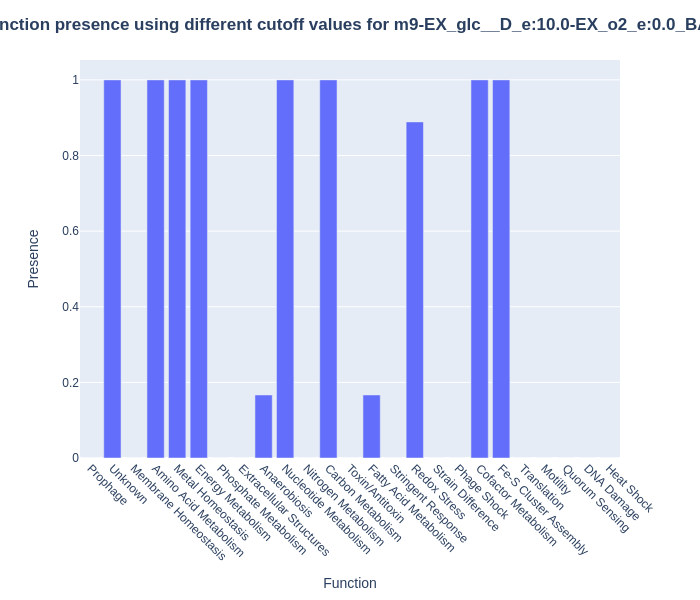 nction presence using different cutoff values for m9-EX_glc__D_e:10.0-EX_o2_e:0.0_BA
1
0.8
0.6
0.4
0.2
0
Presence
Prophage
Unknown
Membrane Homeostasis
Amino Acid Metabolism
Metal Homeostasis
Energy Metabolism
Phosphate Metabolism
Extracellular Structures
Anaerobiosis
Nucleotide Metabolism
Nitrogen Metabolism
Carbon Metabolism
Toxin/Antitoxin
Fatty Acid Metabolism
Stringent Response
Redox Stress
Strain Difference
Phage Shock
Cofactor Metabolism
Fe-S Cluster Assembly
Translation
Motility
Quorum Sensing
DNA Damage
Heat Shock
Function